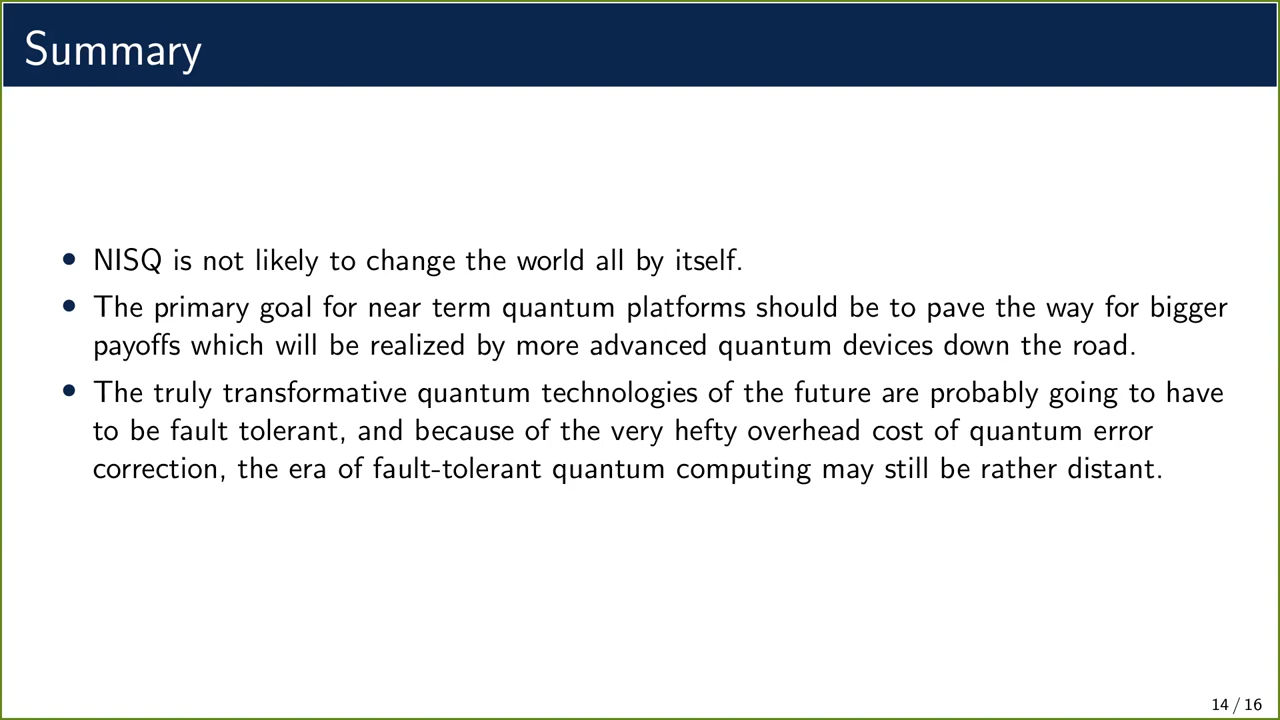 Summary
• NISQ is not likely to change the world all by itself.
• The primary goal for near term quantum platforms should be to pave the way for bigger
payoffs which will be realized by more advanced quantum devices down the road.
• The truly transformative quantum technologies of the future are probably going to have
to be fault tolerant, and because of the very hefty overhead cost of quantum error
correction, the era of fault-tolerant quantum computing may still be rather distant.
14 / 16